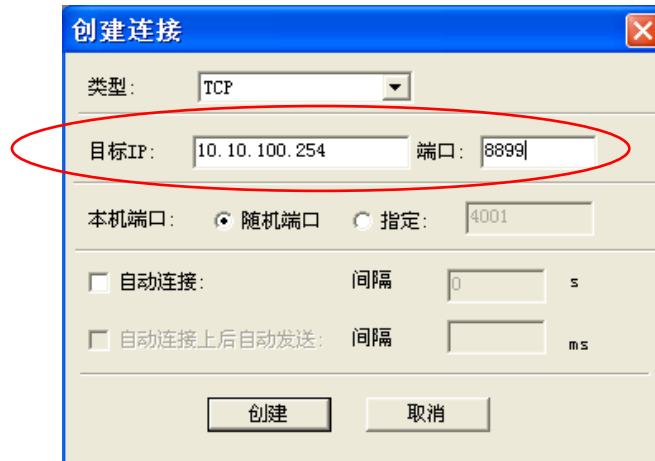 创建连接
类型: TCP
目标IP: 10.10.100.254 端口: 8899
本机端口: 随机端口 指定: 4001
自动连接: 间隔 0 s
自动连接上后自动发送: 间隔 ms
创建 取消